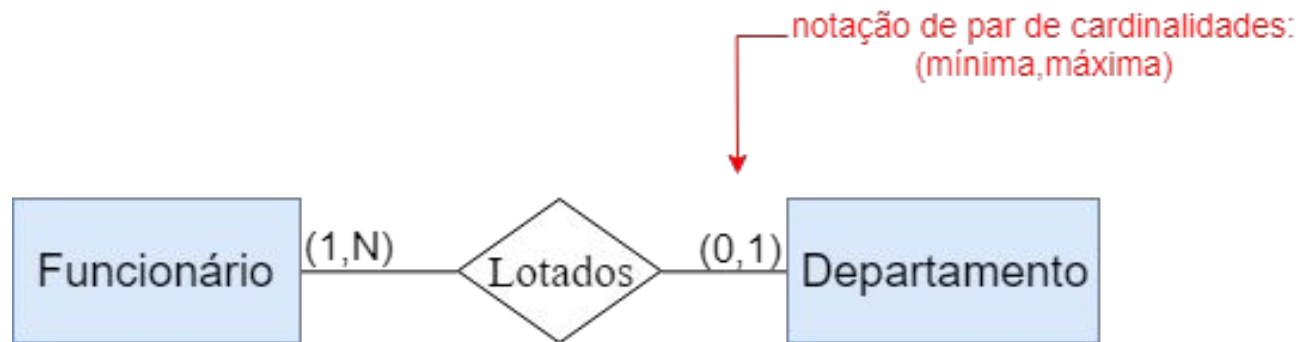 notação de par de cardinalidades:
(mínima,máxima)
Funcionário
(1,N)
Lotados
(0,1)
Departamento